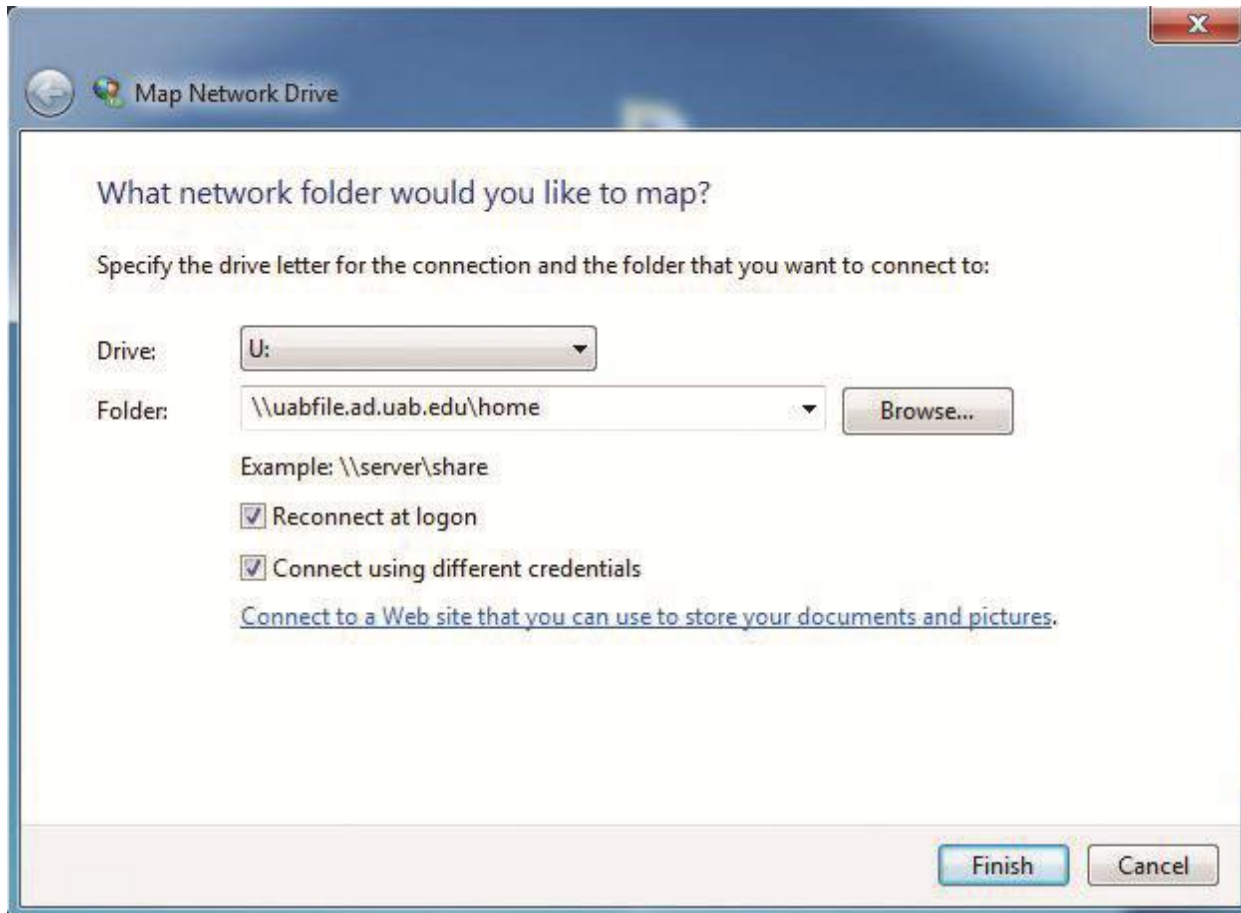 Map Network Drive
What network folder would you like to map?
Specify the drive letter for the connection and the folder that you want to connect to:
Drive: U:
Folder: \\uabfile.ad.uab.edu\home Browse...
Example: \\server\share
Reconnect at logon
Connect using different credentials
Connect to a Web site that you can use to store your documents and pictures.
Finish Cancel